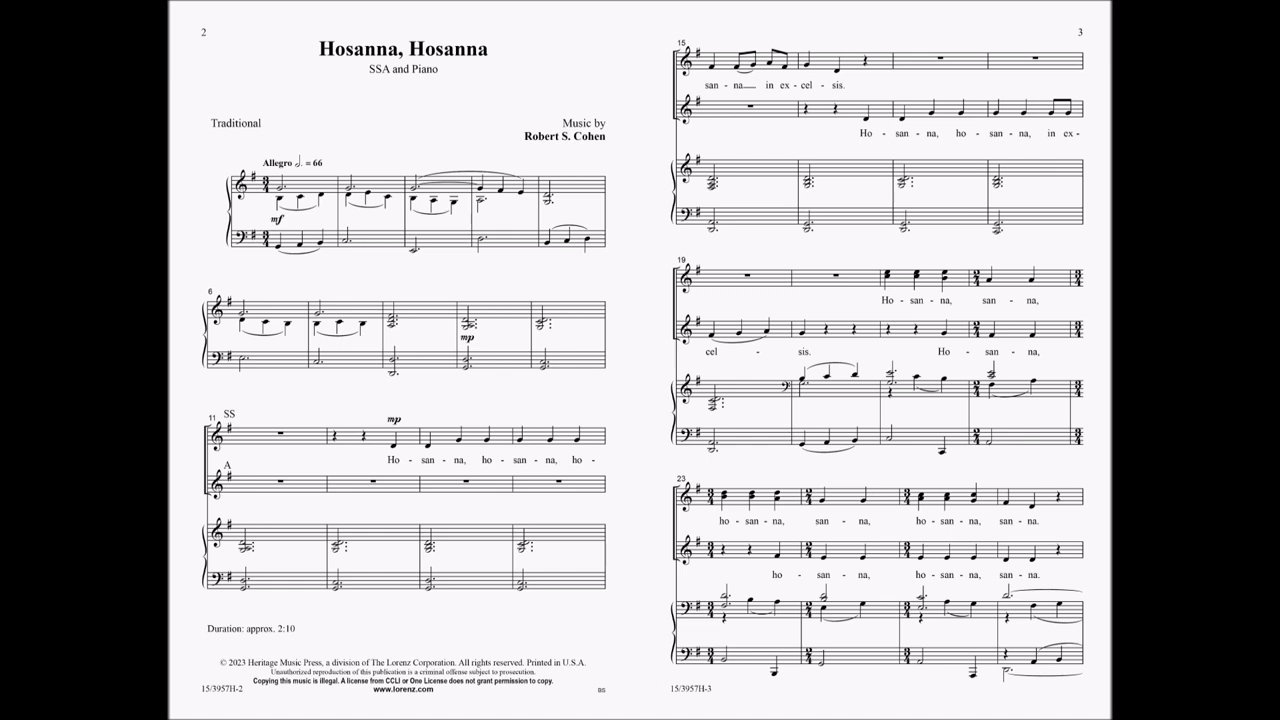 2
Hosanna, Hosanna
SSA and Piano
Traditional
Music by
Robert S. Cohen
Allegro 𝅗𝅥. = 66
mf
6
mp
11 SS
mp
Ho - san - na, ho - san - na, ho -
A
Duration: approx. 2:10
© 2023 Heritage Music Press, a division of The Lorenz Corporation. All rights reserved. Printed in U.S.A.
Unauthorized reproduction of this publication is a criminal offense subject to prosecution.
Copying this music is illegal. A license from CCLI or One License does not grant permission to copy.
15/3957H-2 www.lorenz.com BS
3
15
san - na in ex - cel - sis.
Ho - san - na, ho - san - na, in ex -
19
Ho - san - na, san - na,
cel - sis. Ho - san - na,
23
ho - san - na, san - na, ho - san - na, san - na.
ho - san - na, ho - san - na, san - na.
15/3957H-3